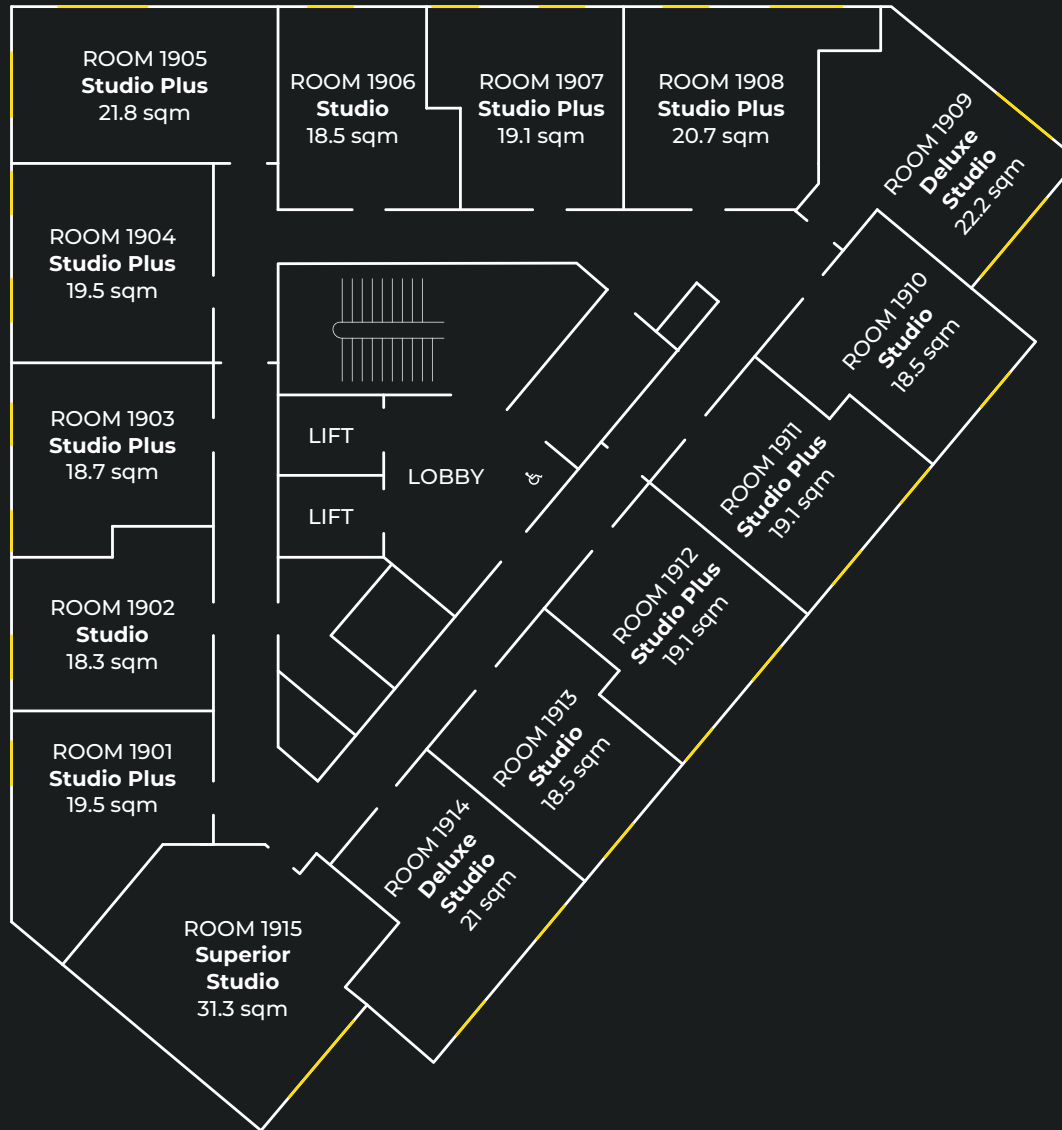 ROOM 1905
Studio Plus
21.8 sqm
ROOM 1906
Studio
18.5 sqm
ROOM 1907
Studio Plus
19.1 sqm
ROOM 1908
Studio Plus
20.7 sqm
ROOM 1909
Deluxe
Studio
22.2 sqm
ROOM 1904
Studio Plus
19.5 sqm
ROOM 1910
Studio
18.5 sqm
ROOM 1903
Studio Plus
18.7 sqm
LIFT
LOBBY
LIFT
ROOM 1911
Studio Plus
19.1 sqm
ROOM 1902
Studio
18.3 sqm
ROOM 1912
Studio Plus
19.1 sqm
ROOM 1901
Studio Plus
19.5 sqm
ROOM 1913
Studio
18.5 sqm
ROOM 1914
Deluxe
Studio
21 sqm
ROOM 1915
Superior
Studio
31.3 sqm